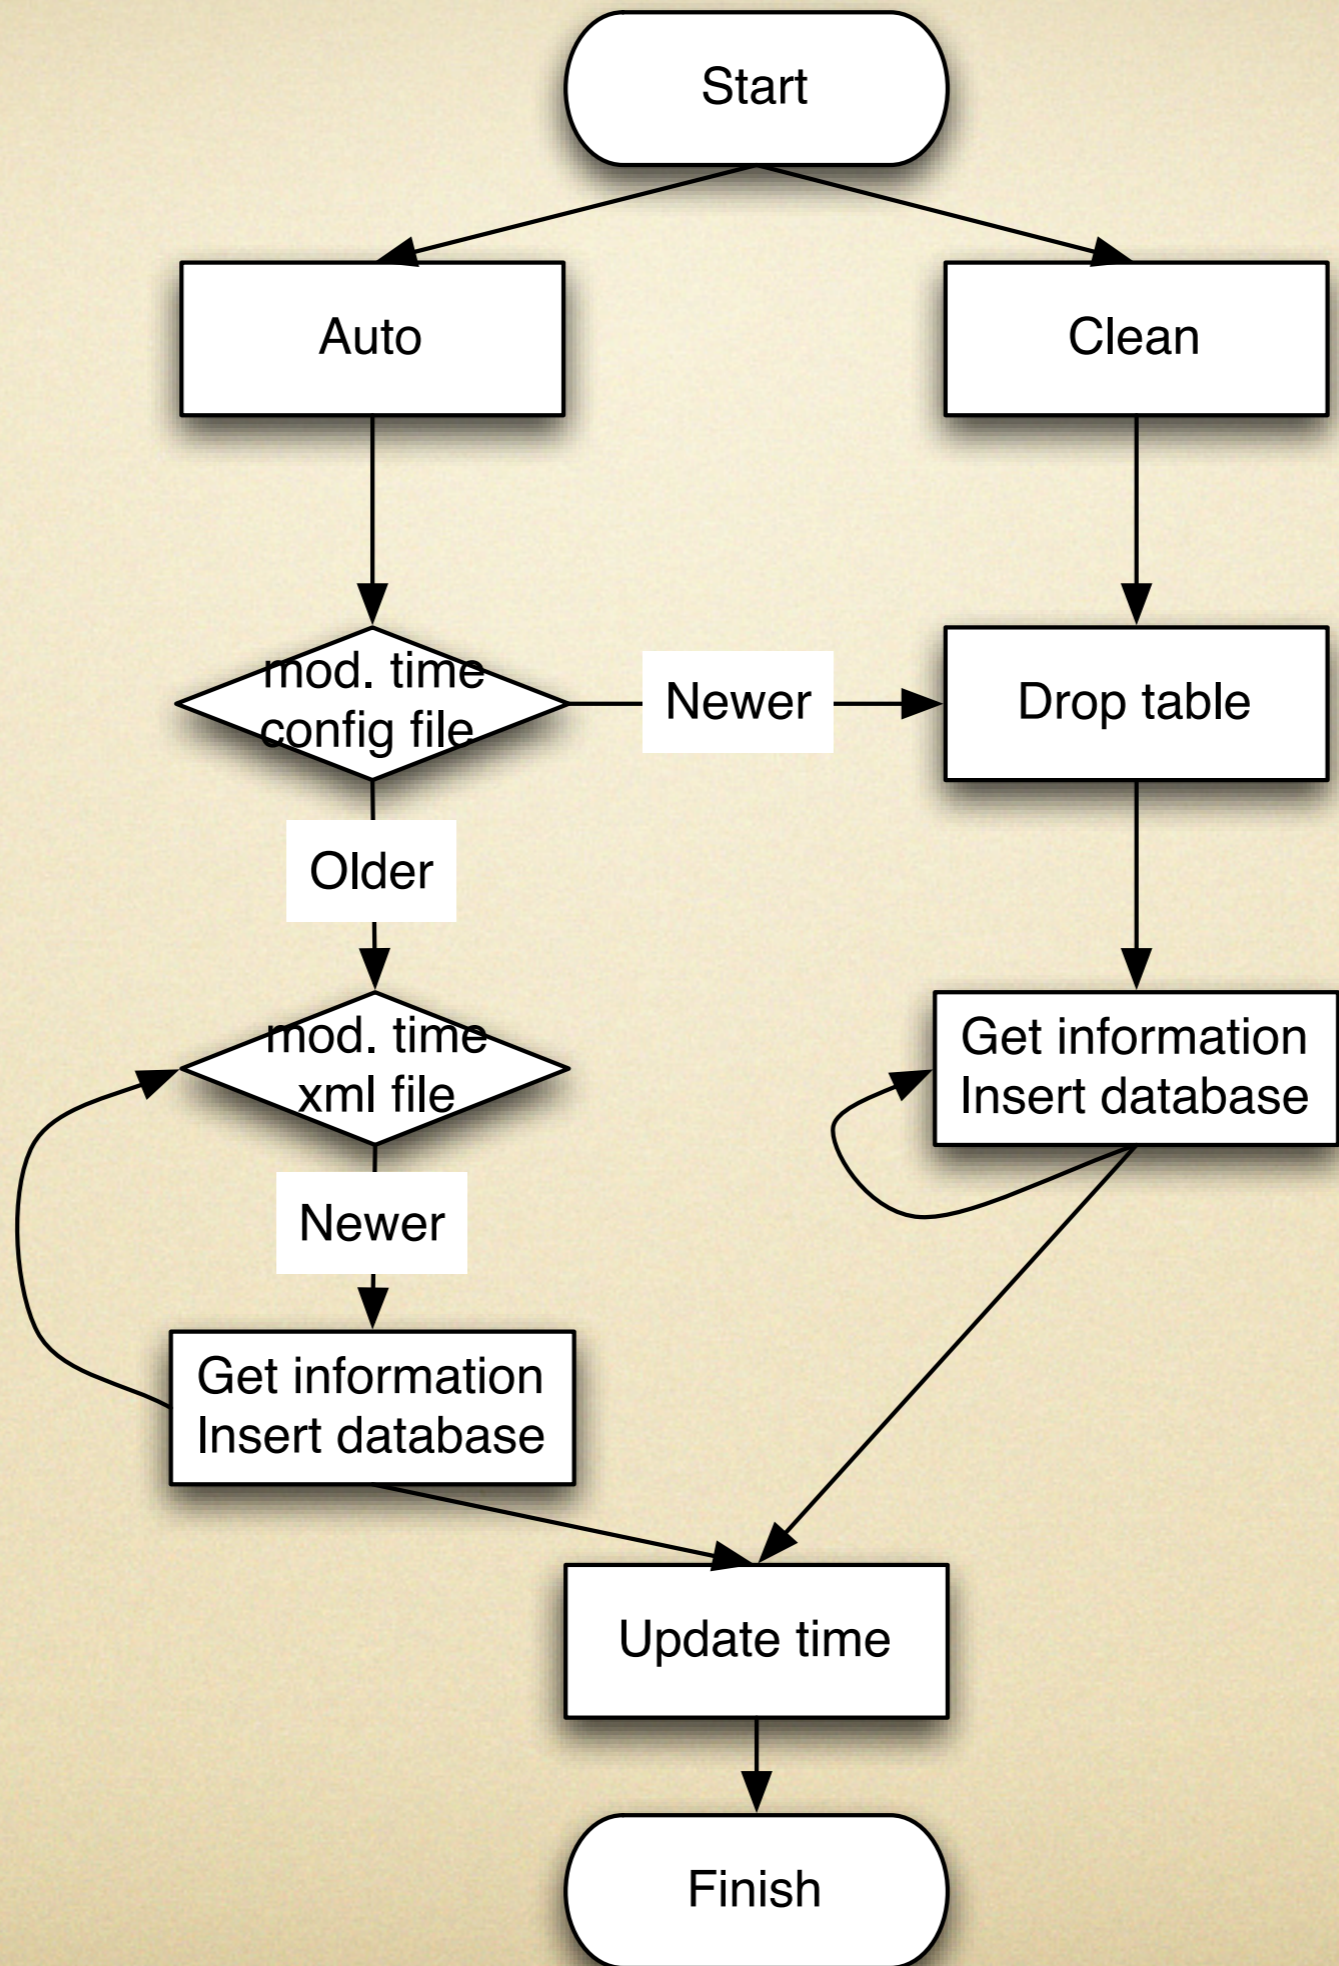 Start
Auto
Clean
mod. time
config file
Newer
Drop table
Older
mod. time
xml file
Get information
Insert database
Newer
Get information
Insert database
Update time
Finish